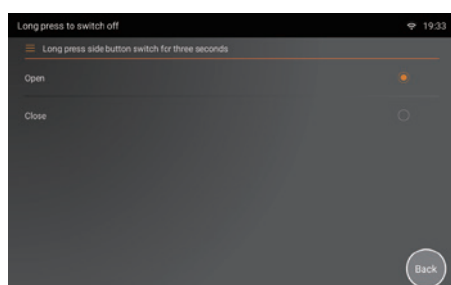 Long press to switch off 19:33
Long press side button switch for three seconds
Open
Close
Back